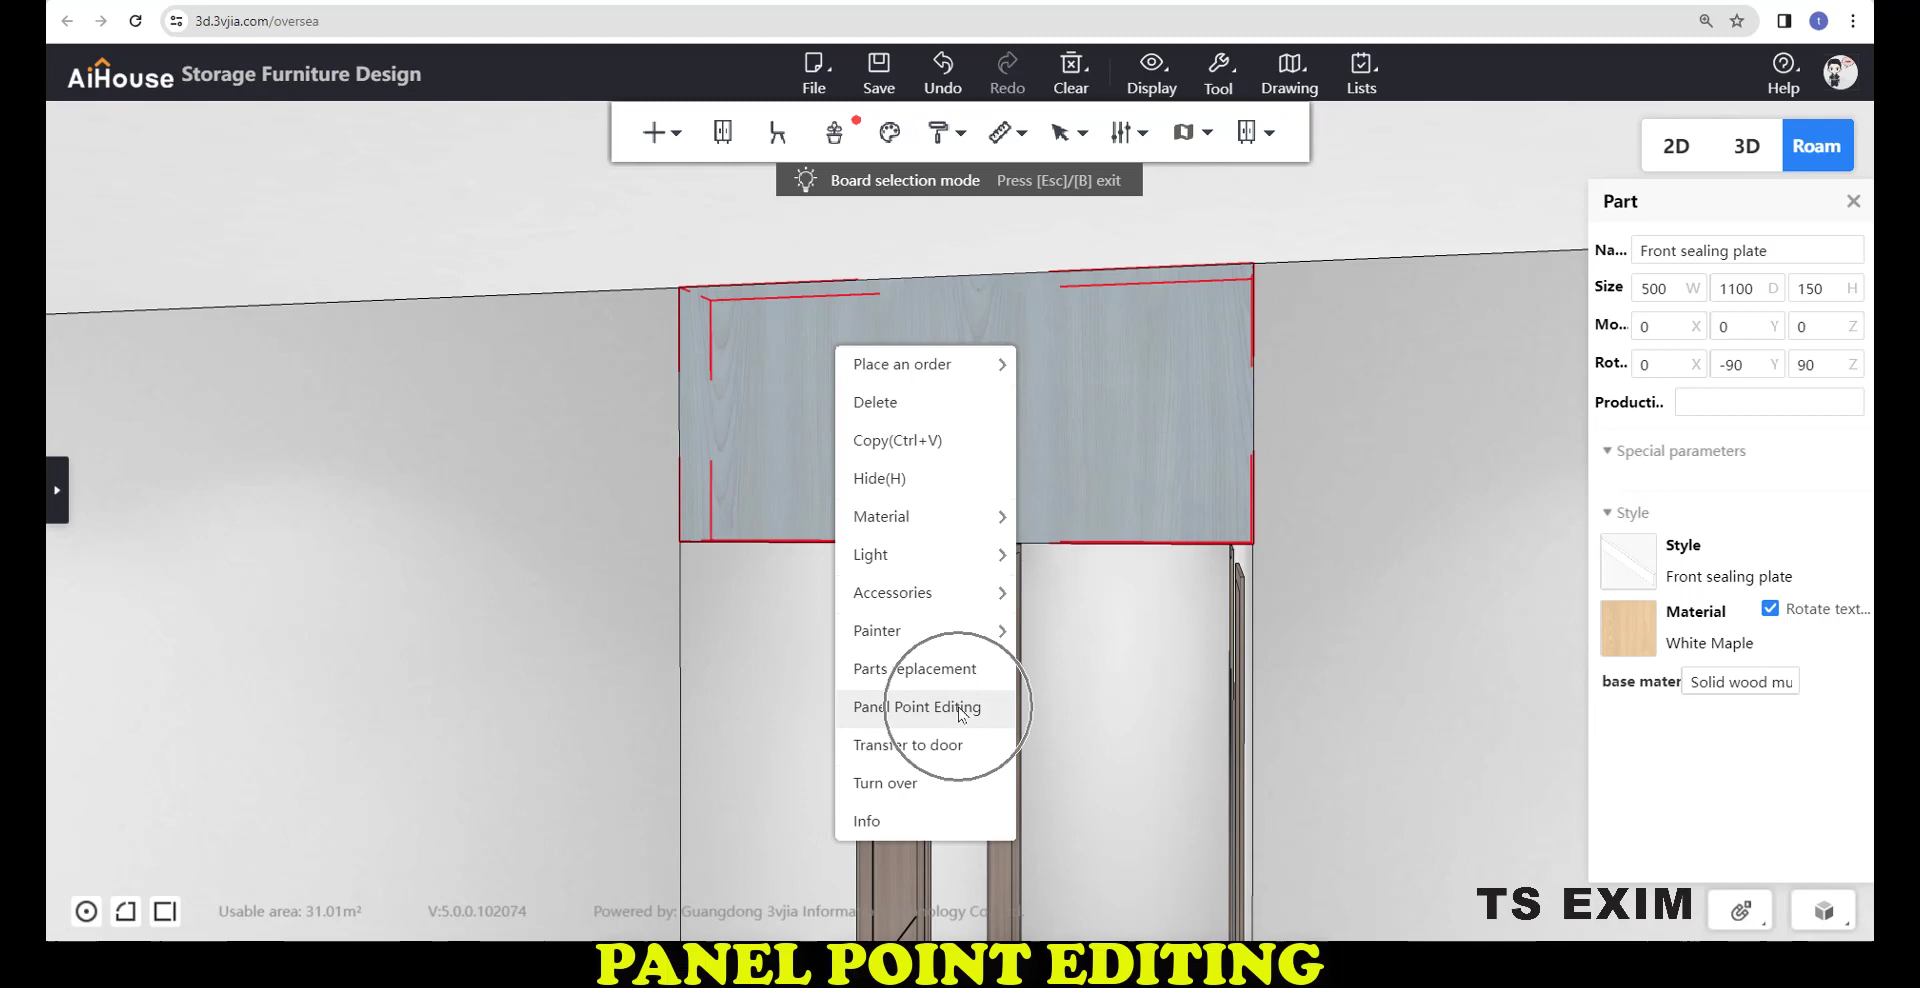 3d.3vjia.com/oversea
t
AiHouse Storage Furniture Design
File
Save
Undo
Redo
Clear
Display
Tool
Drawing
Lists
Help
Board selection mode Press [Esc]/[B] exit
2D 3D Roam
Part
Na... Front sealing plate
Size 500 W 1100 D 150 H
Mo... 0 X 0 Y 0 Z
Rot.. 0 X -90 Y 90 Z
Producti..
Special parameters
Style
Style
Front sealing plate
Material Rotate text...
White Maple
base mater Solid wood mu
Place an order
Delete
Copy(Ctrl+V)
Hide(H)
Material
Light
Accessories
Painter
Parts replacement
Panel Point Editing
Transfer to door
Turn over
Info
Usable area: 31.01m² V:5.0.0.102074 Powered by: Guangdong 3vjia Informa nology Co
TS EXIM
PANEL POINT EDITING